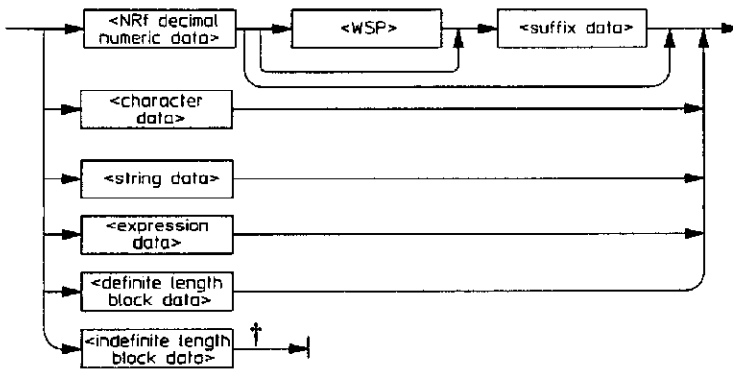 <NRf decimal
numeric data>
<WSP>
<suffix data>
<character
data>
<string data>
<expression
data>
<definite length
block data>
<indefinite length
block data>
†